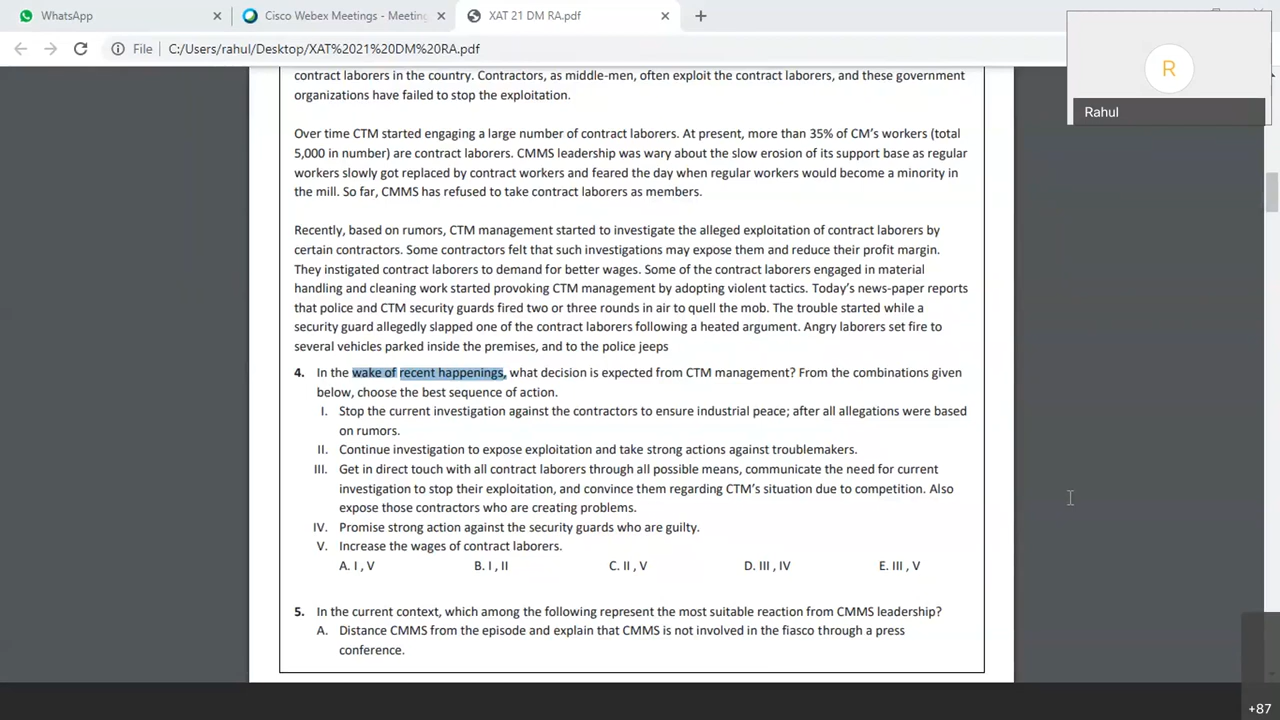 WhatsApp
Cisco Webex Meetings - Meeting
XAT 21 DM RA.pdf
File
C:/Users/rahul/Desktop/XAT%2021%20DM%20RA.pdf
R
Rahul
contract laborers in the country. Contractors, as middle-men, often exploit the contract laborers, and these government
organizations have failed to stop the exploitation.
Over time CTM started engaging a large number of contract laborers. At present, more than 35% of CM's workers (total
5,000 in number) are contract laborers. CMMS leadership was wary about the slow erosion of its support base as regular
workers slowly got replaced by contract workers and feared the day when regular workers would become a minority in
the mill. So far, CMMS has refused to take contract laborers as members.
Recently, based on rumors, CTM management started to investigate the alleged exploitation of contract laborers by
certain contractors. Some contractors felt that such investigations may expose them and reduce their profit margin.
They instigated contract laborers to demand for better wages. Some of the contract laborers engaged in material
handling and cleaning work started provoking CTM management by adopting violent tactics. Today's news-paper reports
that police and CTM security guards fired two or three rounds in air to quell the mob. The trouble started while a
security guard allegedly slapped one of the contract laborers following a heated argument. Angry laborers set fire to
several vehicles parked inside the premises, and to the police jeeps
4. In the wake of recent happenings, what decision is expected from CTM management? From the combinations given
below, choose the best sequence of action.
I. Stop the current investigation against the contractors to ensure industrial peace; after all allegations were based
on rumors.
II. Continue investigation to expose exploitation and take strong actions against troublemakers.
III. Get in direct touch with all contract laborers through all possible means, communicate the need for current
investigation to stop their exploitation, and convince them regarding CTM's situation due to competition. Also
expose those contractors who are creating problems.
IV. Promise strong action against the security guards who are guilty.
V. Increase the wages of contract laborers.
A. I , V B. I , II C. II , V D. III , IV E. III , V
5. In the current context, which among the following represent the most suitable reaction from CMMS leadership?
A. Distance CMMS from the episode and explain that CMMS is not involved in the fiasco through a press
conference.
+87